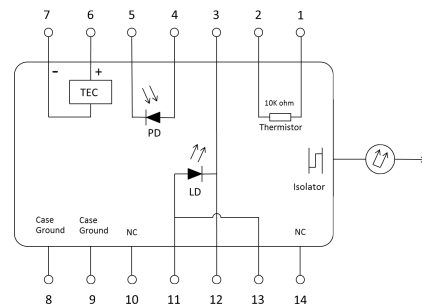 7 6 5 4 3 2 1
- +
TEC
PD
10K ohm
Thermistor
LD
Isolator
Case Ground
Case Ground
NC
NC
8 9 10 11 12 13 14